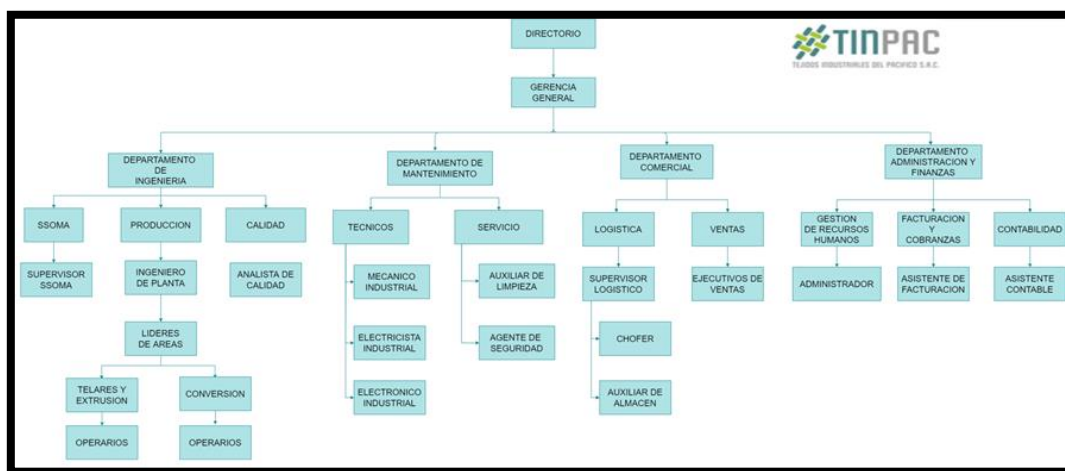 DIRECTORIO
TINPAC
TEJIDOS INDUSTRIALES DEL PACIFICO S.A.C.
GERENCIA
GENERAL
DEPARTAMENTO
DE
INGENIERIA
DEPARTAMENTO DE
MANTENIMIENTO
DEPARTAMENTO
COMERCIAL
DEPARTAMENTO
ADMINISTRACION Y
FINANZAS
SSOMA
PRODUCCION
CALIDAD
TECNICOS
SERVICIO
LOGISTICA
VENTAS
GESTION
DE RECURSOS
HUMANOS
FACTURACION
Y
COBRANZAS
CONTABILIDAD
SUPERVISOR
SSOMA
INGENIERO
DE PLANTA
ANALISTA DE
CALIDAD
MECANICO
INDUSTRIAL
AUXILIAR DE
LIMPIEZA
SUPERVISOR
LOGISTICO
EJECUTIVOS DE
VENTAS
ADMINISTRADOR
ASISTENTE DE
FACTURACION
ASISTENTE
CONTABLE
LIDERES
DE AREAS
ELECTRICISTA
INDUSTRIAL
AGENTE DE
SEGURIDAD
CHOFER
TELARES Y
EXTRUSION
CONVERSION
ELECTRONICO
INDUSTRIAL
AUXILIAR DE
ALMACEN
OPERARIOS
OPERARIOS